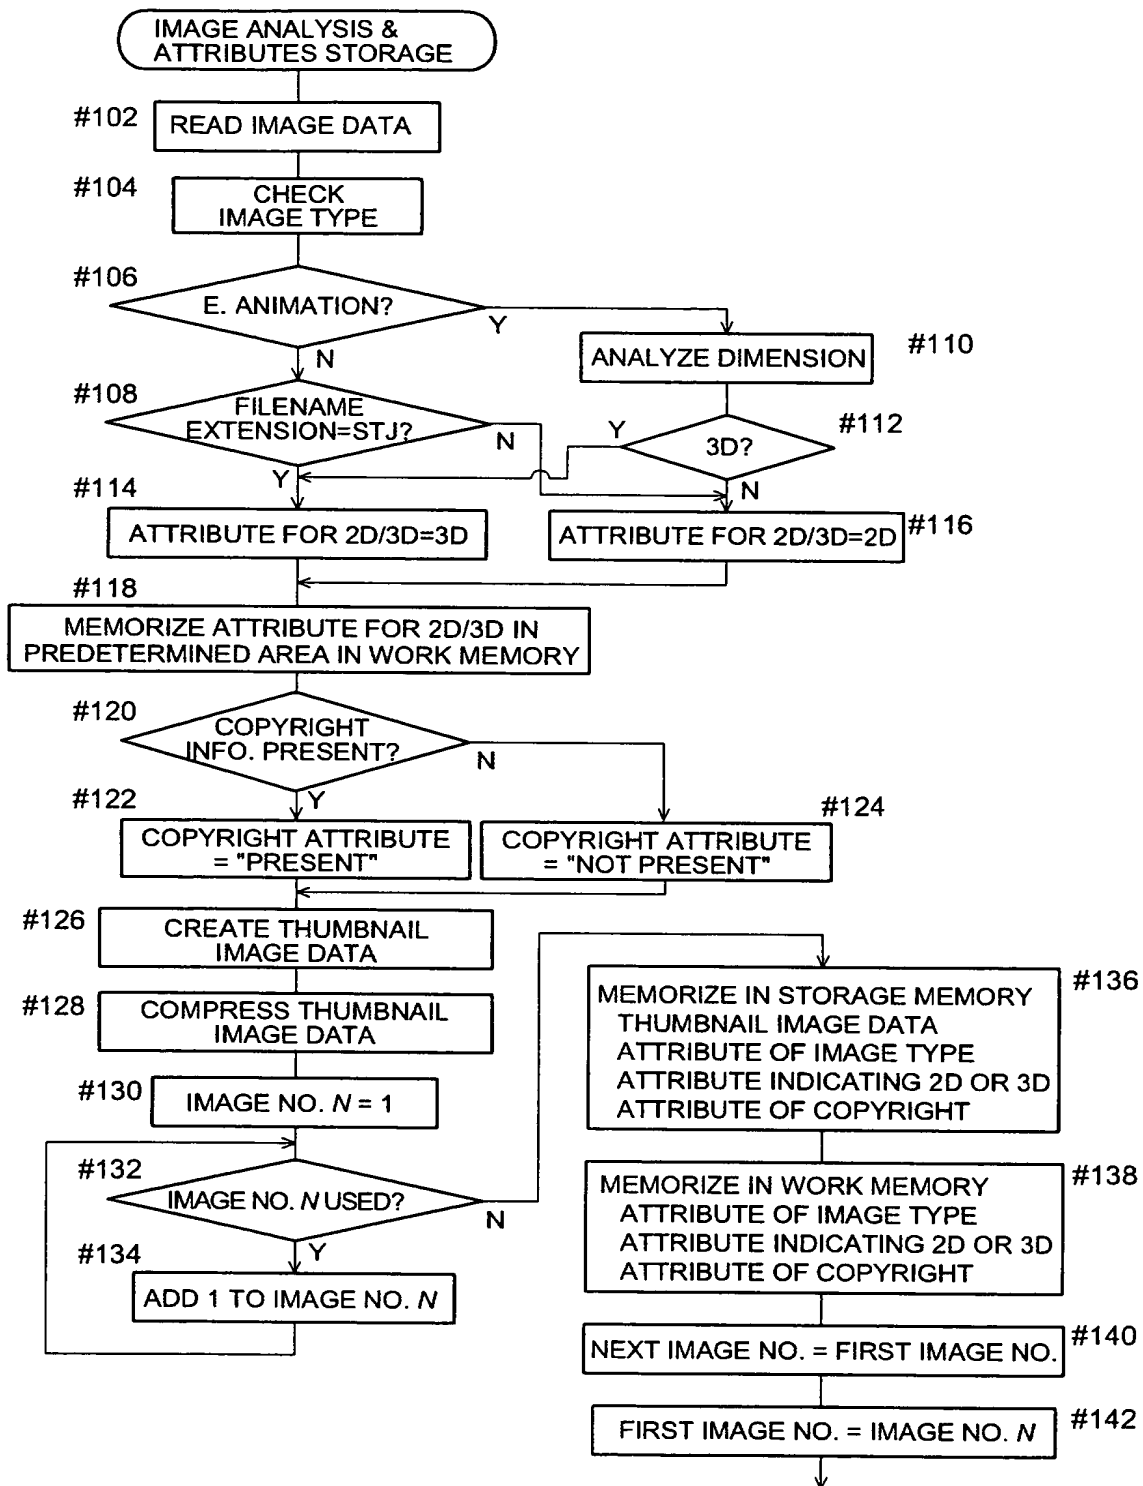 IMAGE ANALYSIS &
ATTRIBUTES STORAGE
#102
READ IMAGE DATA
#104
CHECK
IMAGE TYPE
#106
E. ANIMATION?
Y
N
#110
ANALYZE DIMENSION
#108
FILENAME
EXTENSION=STJ?
N
Y
#112
3D?
Y
N
#114
ATTRIBUTE FOR 2D/3D=3D
#116
ATTRIBUTE FOR 2D/3D=2D
#118
MEMORIZE ATTRIBUTE FOR 2D/3D IN
PREDETERMINED AREA IN WORK MEMORY
#120
COPYRIGHT
INFO. PRESENT?
N
Y
#122
COPYRIGHT ATTRIBUTE
= "PRESENT"
#124
COPYRIGHT ATTRIBUTE
= "NOT PRESENT"
#126
CREATE THUMBNAIL
IMAGE DATA
#128
COMPRESS THUMBNAIL
IMAGE DATA
#130
IMAGE NO. N = 1
#132
IMAGE NO. N USED?
N
Y
#134
ADD 1 TO IMAGE NO. N
#136
MEMORIZE IN STORAGE MEMORY
THUMBNAIL IMAGE DATA
ATTRIBUTE OF IMAGE TYPE
ATTRIBUTE INDICATING 2D OR 3D
ATTRIBUTE OF COPYRIGHT
#138
MEMORIZE IN WORK MEMORY
ATTRIBUTE OF IMAGE TYPE
ATTRIBUTE INDICATING 2D OR 3D
ATTRIBUTE OF COPYRIGHT
#140
NEXT IMAGE NO. = FIRST IMAGE NO.
#142
FIRST IMAGE NO. = IMAGE NO. N